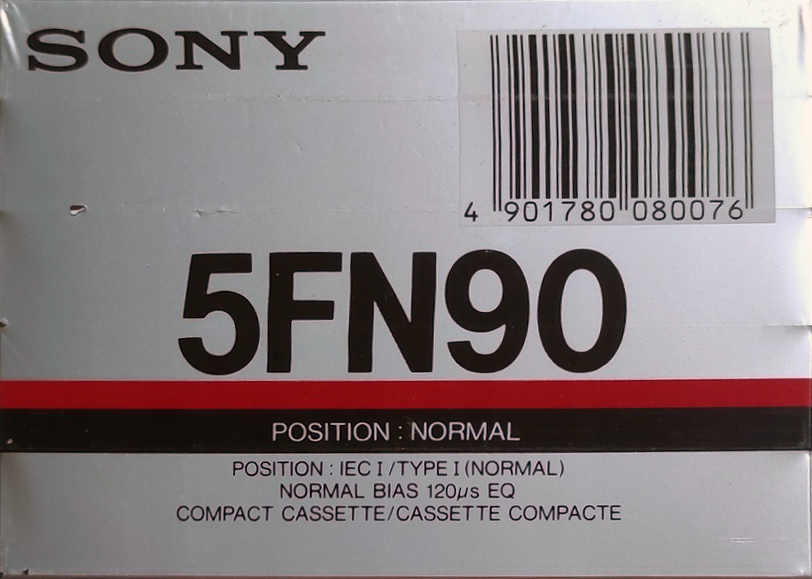 SONY
4 901780 080076
5FN90
POSITION : NORMAL
POSITION : IEC I / TYPE I (NORMAL)
NORMAL BIAS 120μs EQ
COMPACT CASSETTE/CASSETTE COMPACTE